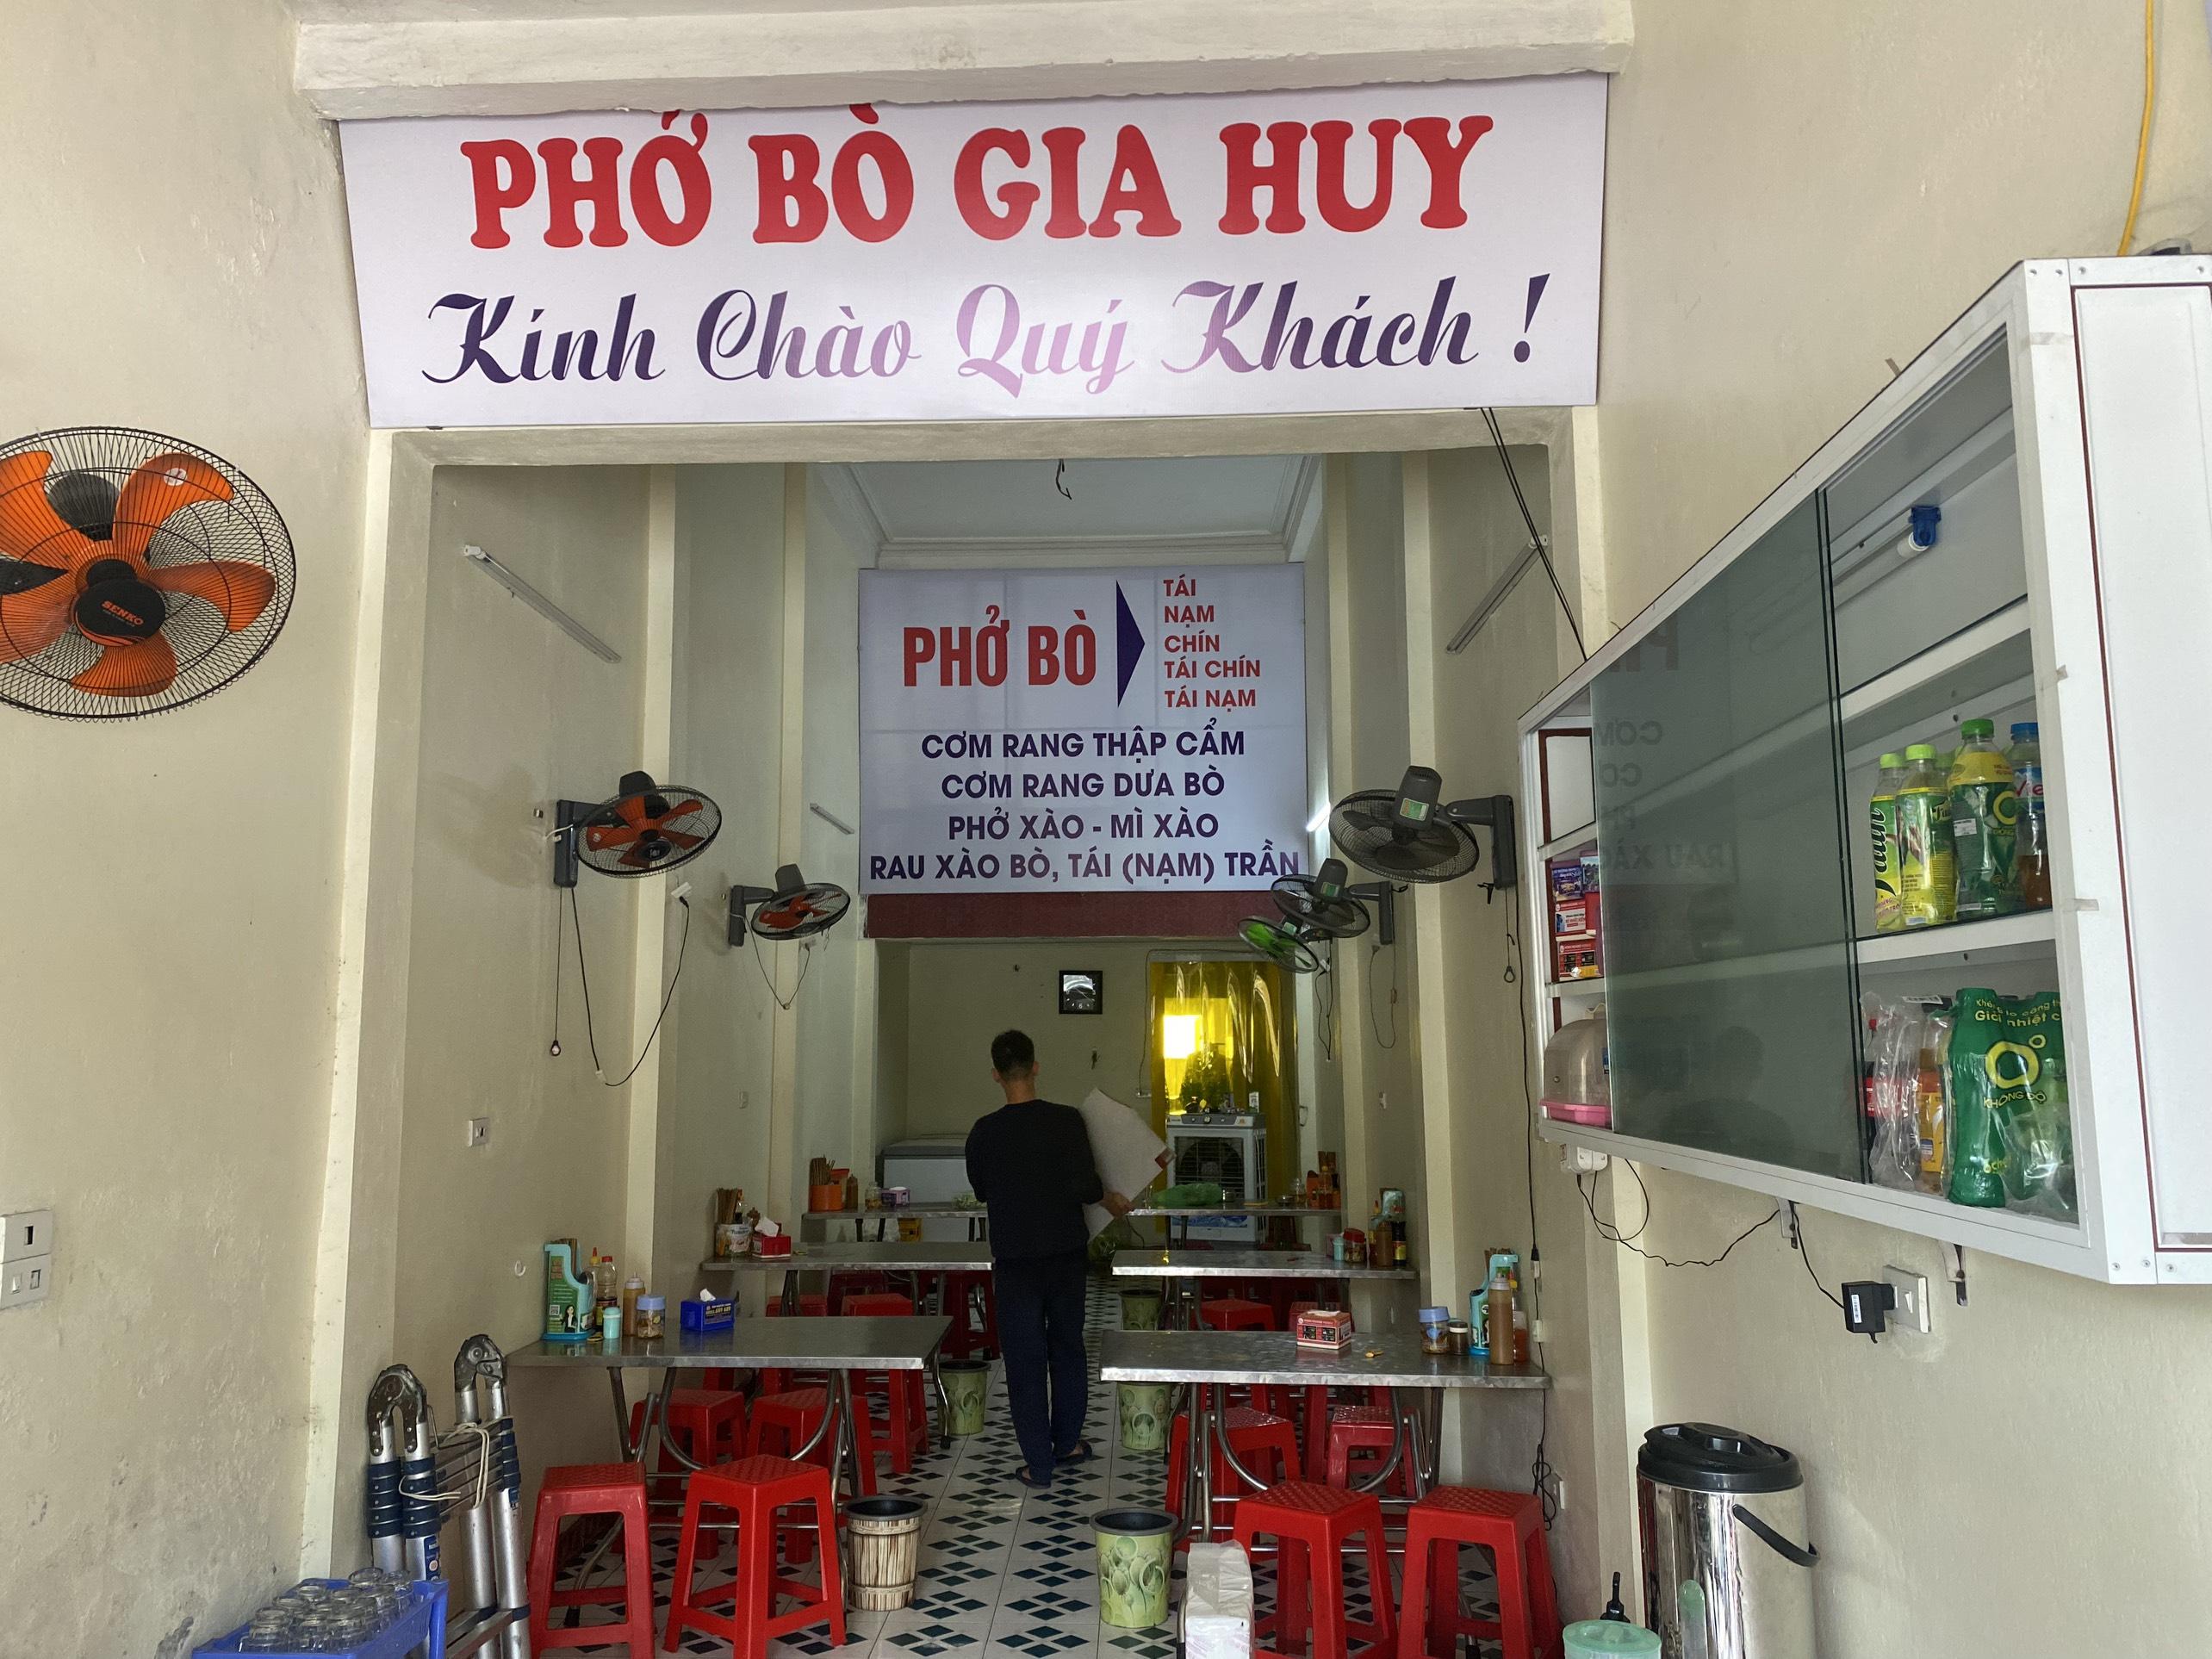 PHỞ BÒ GIA HUY
Kính Chào Quý Khách !
SENKO
PHỞ BÒ
TÁI
NẠM
CHÍN
TÁI CHÍN
TÁI NẠM
CƠM RANG THẬP CẨM
CƠM RANG DƯA BÒ
PHỞ XÀO - MÌ XÀO
RAU XÀO BÒ, TÁI (NẠM) TRẦN
KHÔNG ĐỘ